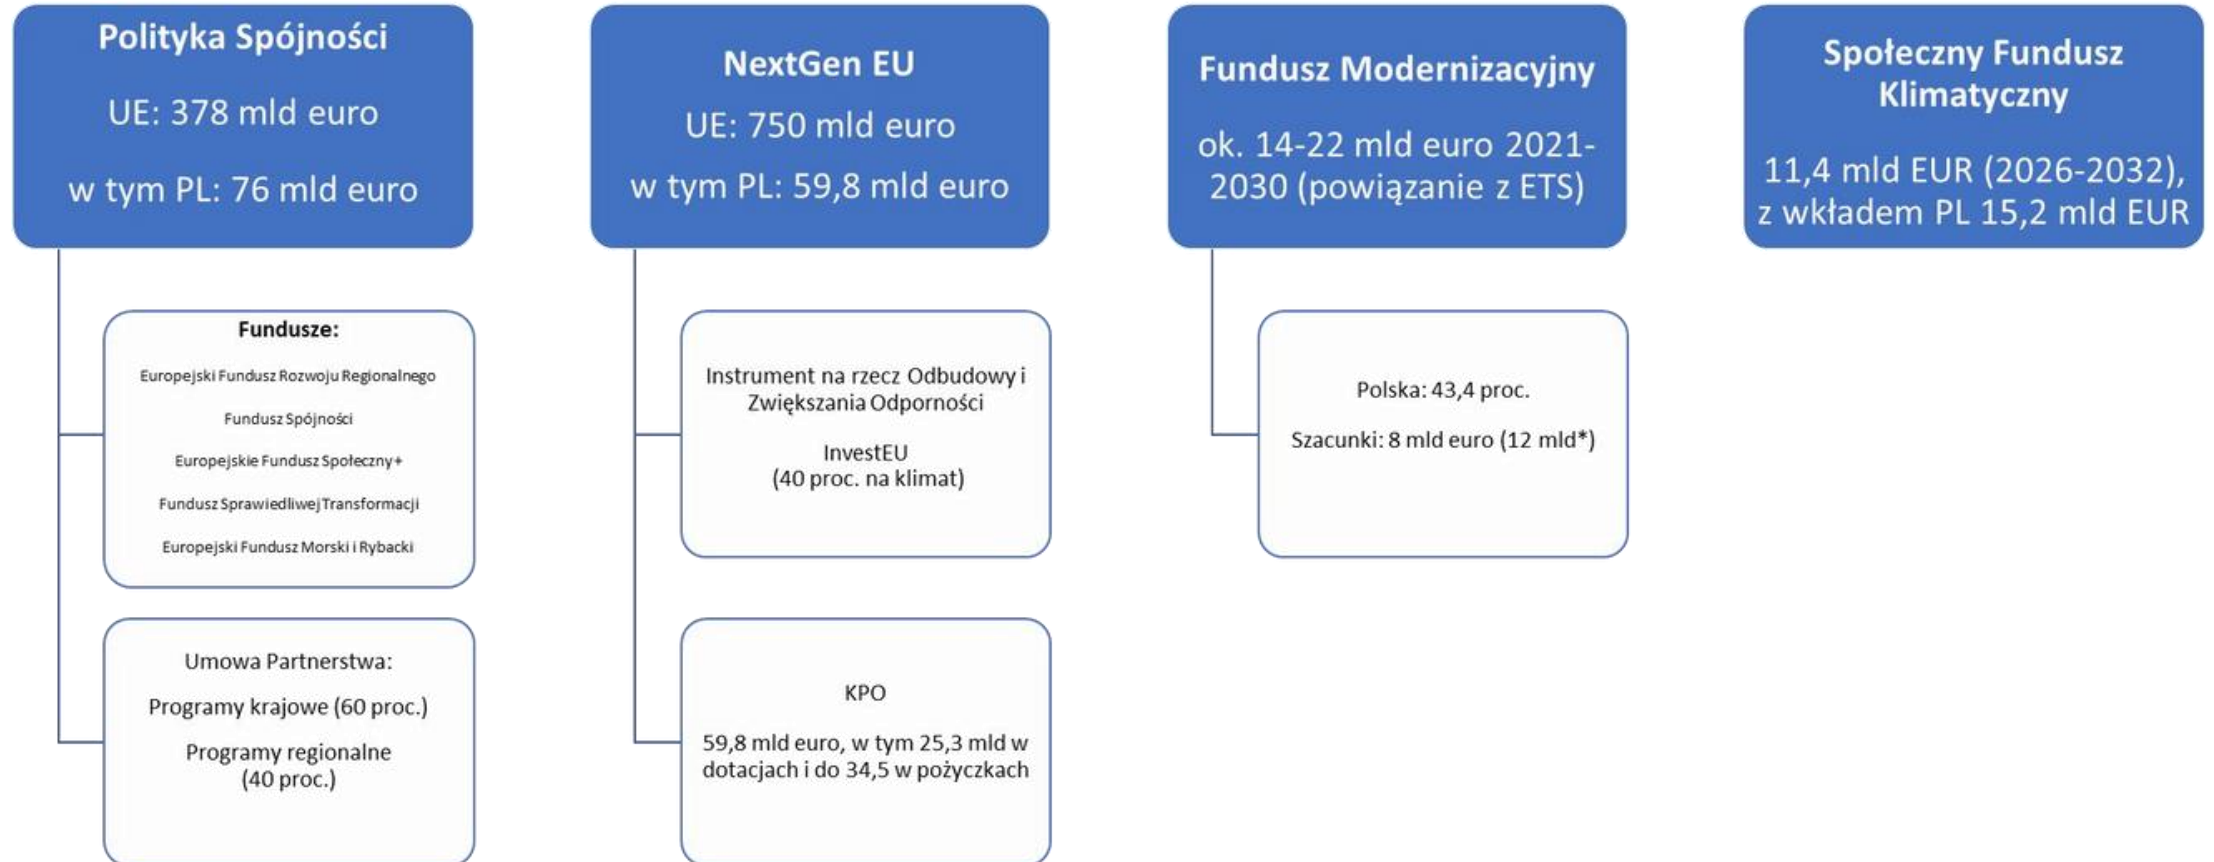 Polityka Spójności
UE: 378 mld euro
w tym PL: 76 mld euro
Fundusze:
Europejski Fundusz Rozwoju Regionalnego
Fundusz Spójności
Europejskie Fundusz Społeczny+
Fundusz Sprawiedliwej Transformacji
Europejski Fundusz Morski i Rybacki
Umowa Partnerstwa:
Programy krajowe (60 proc.)
Programy regionalne
(40 proc.)
NextGen EU
UE: 750 mld euro
w tym PL: 59,8 mld euro
Instrument na rzecz Odbudowy i
Zwiększania Odporności
InvestEU
(40 proc. na klimat)
KPO
59,8 mld euro, w tym 25,3 mld w
dotacjach i do 34,5 w pożyczkach
Fundusz Modernizacyjny
ok. 14-22 mld euro 2021-
2030 (powiązanie z ETS)
Polska: 43,4 proc.
Szacunki: 8 mld euro (12 mld*)
Społeczny Fundusz
Klimatyczny
11,4 mld EUR (2026-2032),
z wkładem PL 15,2 mld EUR